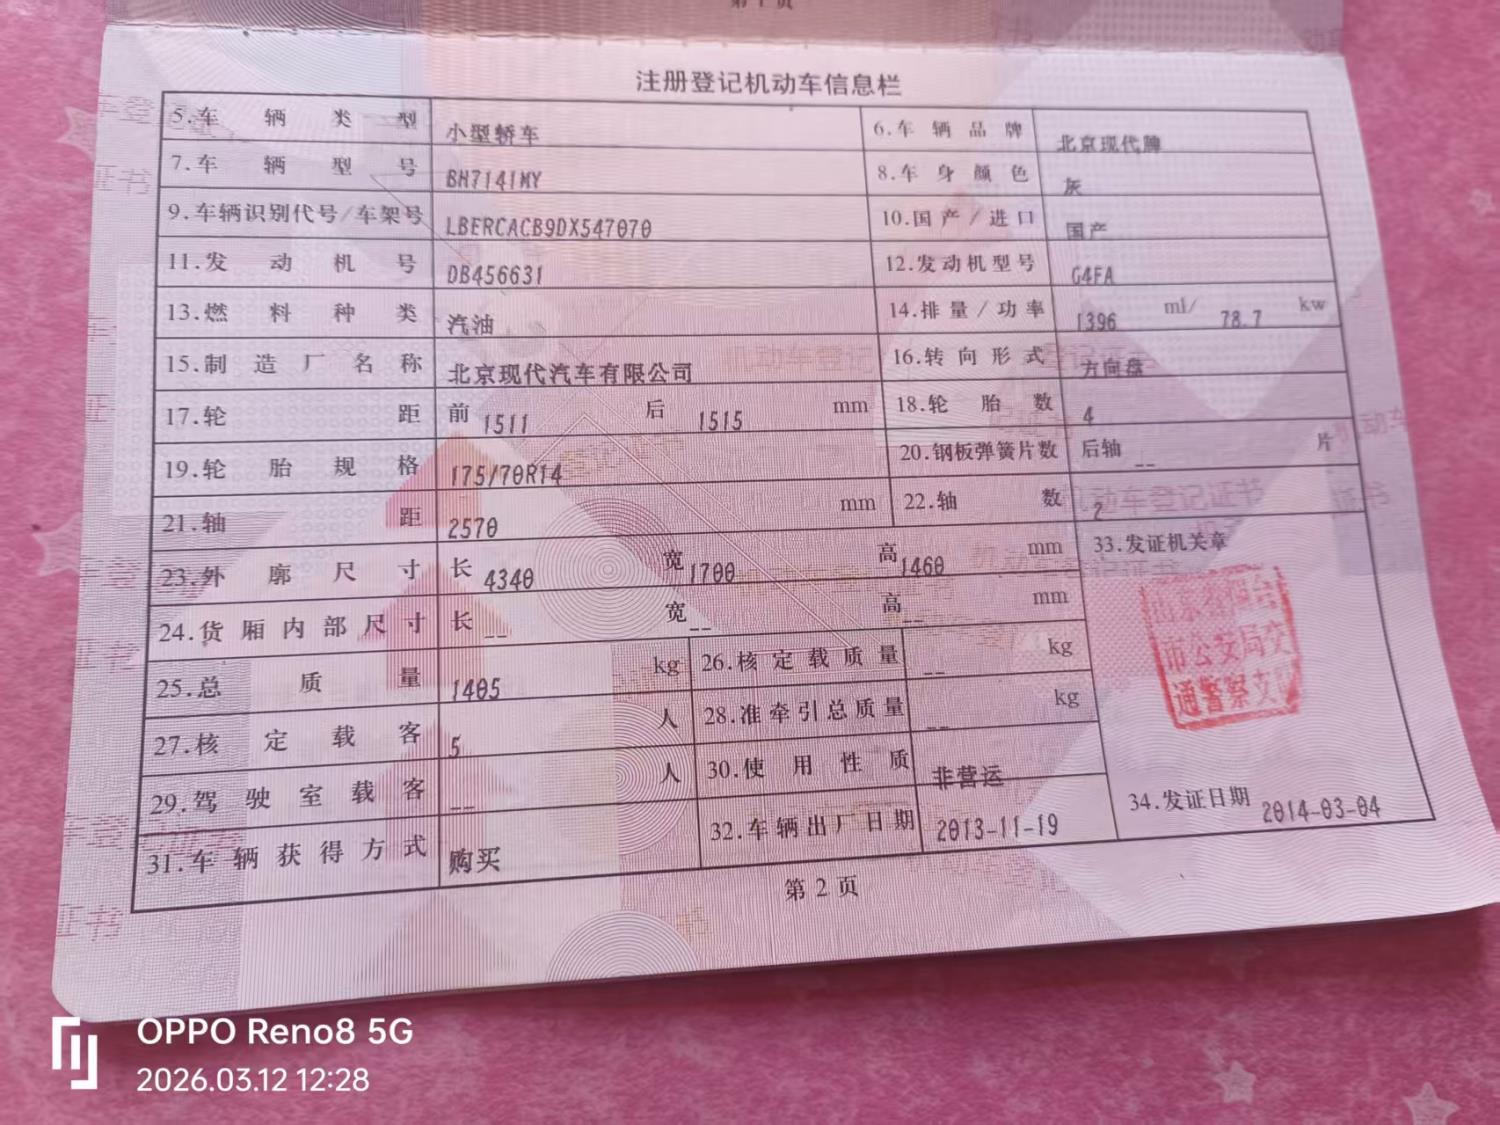 第1页
注册登记机动车信息栏
5.车辆类型 小型轿车 6.车辆品牌 北京现代牌
7.车辆型号 BH7141MY 8.车身颜色 灰
9.车辆识别代号/车架号 LBERCACB9DX547070 10.国产/进口 国产
11.发动机号 DB456631 12.发动机型号 G4FA
13.燃料种类 汽油 14.排量/功率 1396 ml/ 78.7 kw
15.制造厂名称 北京现代汽车有限公司 16.转向形式 方向盘
17.轮距 前 1511 后 1515 mm 18.轮胎数 4
19.轮胎规格 175/70R14 20.钢板弹簧片数 后轴 -- 片
21.轴距 2570 mm 22.轴数 2
23.外廓尺寸 长 4340 宽 1700 高 1460 mm 33.发证机关章
24.货厢内部尺寸 长 -- 宽 -- 高 -- mm
25.总质量 1405 kg 26.核定载质量 -- kg
27.核定载客 5 人 28.准牵引总质量 -- kg
29.驾驶室载客 -- 人 30.使用性质 非营运
31.车辆获得方式 购买 32.车辆出厂日期 2013-11-19 34.发证日期 2014-03-04
市公安局交
通警察支队
第2页
OPPO Reno8 5G
2026.03.12 12:28